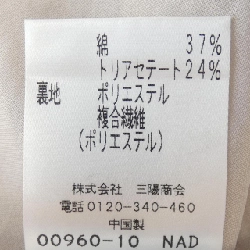 綿 37%
トリアセテート 24%
裏地 ポリエステル
複合繊維
(ポリエステル)
株式会社 三陽商会
電話0120-340-460
中国製
00960-10 NAD